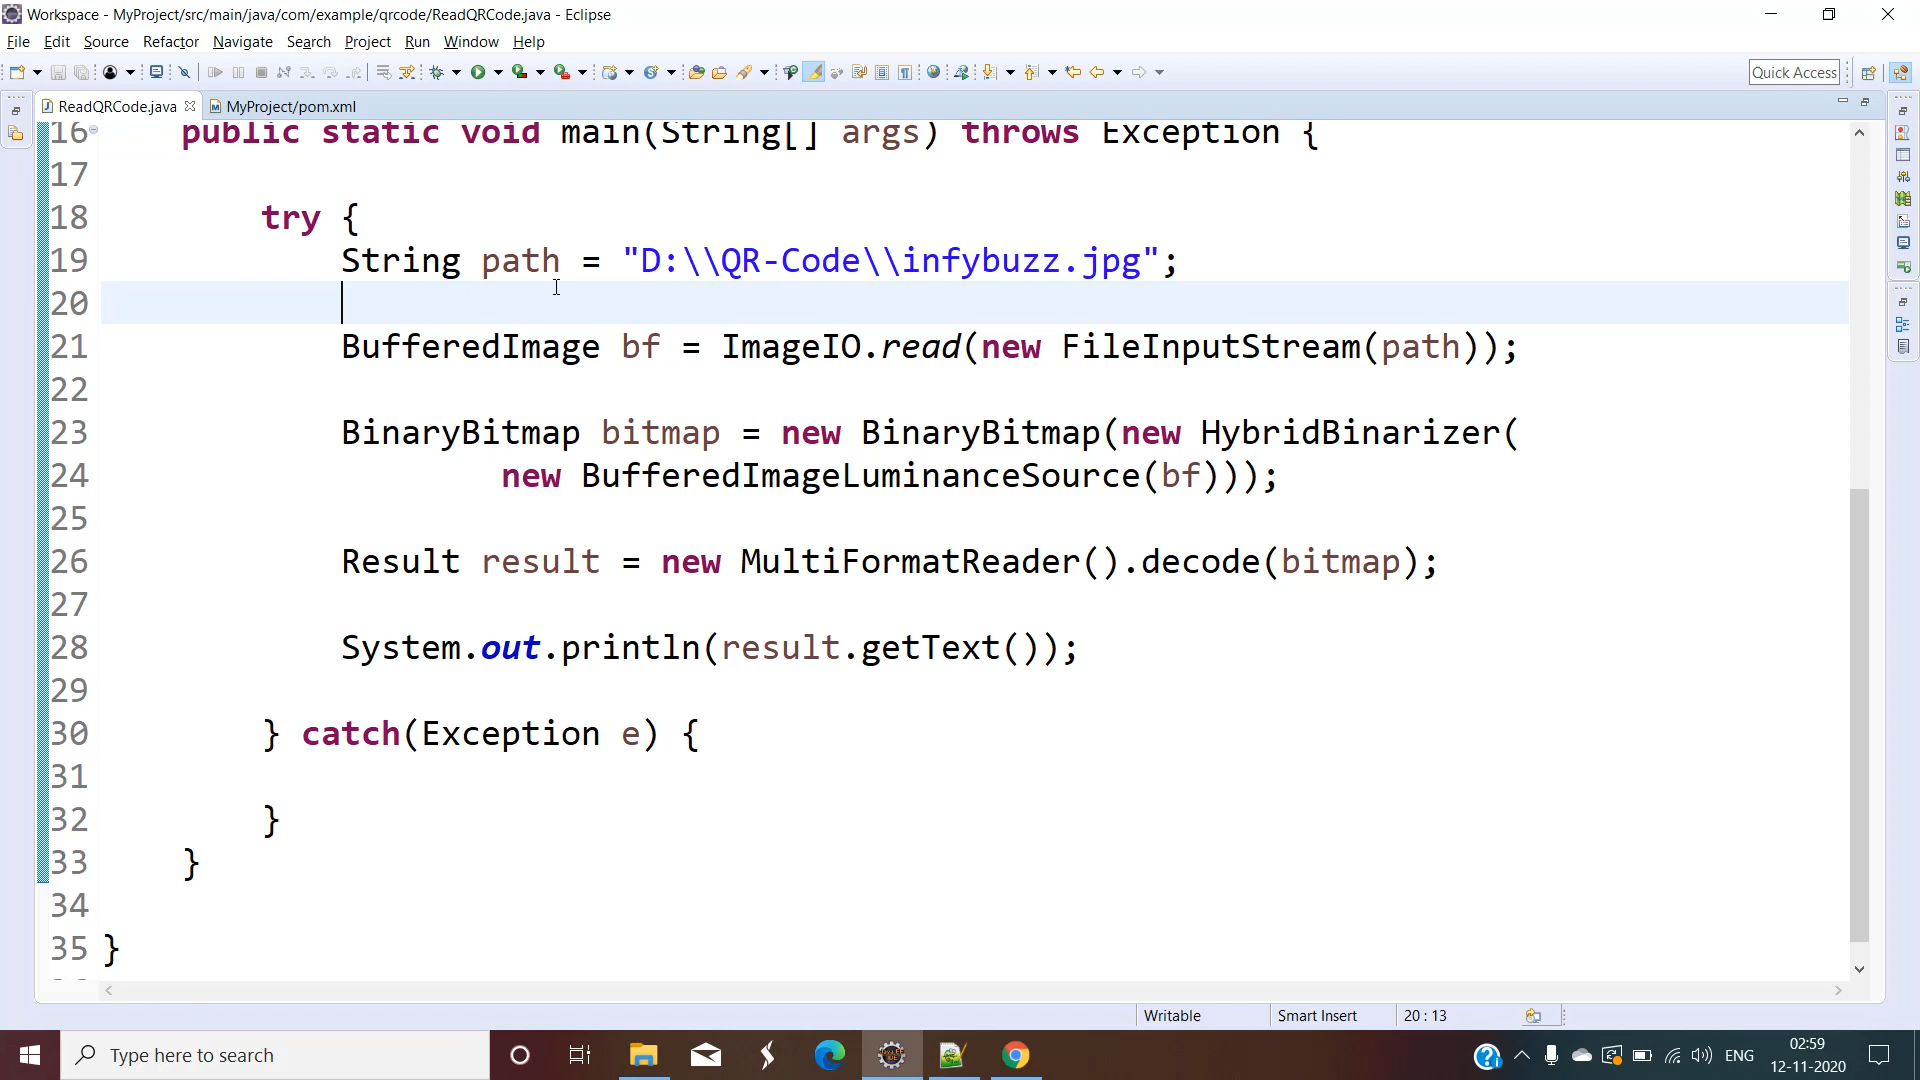 Workspace - MyProject/src/main/java/com/example/qrcode/ReadQRCode.java - Eclipse
File Edit Source Refactor Navigate Search Project Run Window Help
Quick Access
ReadQRCode.java MyProject/pom.xml
16 public static void main(String[] args) throws Exception {
17
18 try {
19 String path = "D:\\QR-Code\\infybuzz.jpg";
20
21 BufferedImage bf = ImageIO.read(new FileInputStream(path));
22
23 BinaryBitmap bitmap = new BinaryBitmap(new HybridBinarizer(
24 new BufferedImageLuminanceSource(bf)));
25
26 Result result = new MultiFormatReader().decode(bitmap);
27
28 System.out.println(result.getText());
29
30 } catch(Exception e) {
31
32 }
33 }
34
35 }
Writable Smart Insert 20 : 13
Type here to search
ENG
02:59
12-11-2020